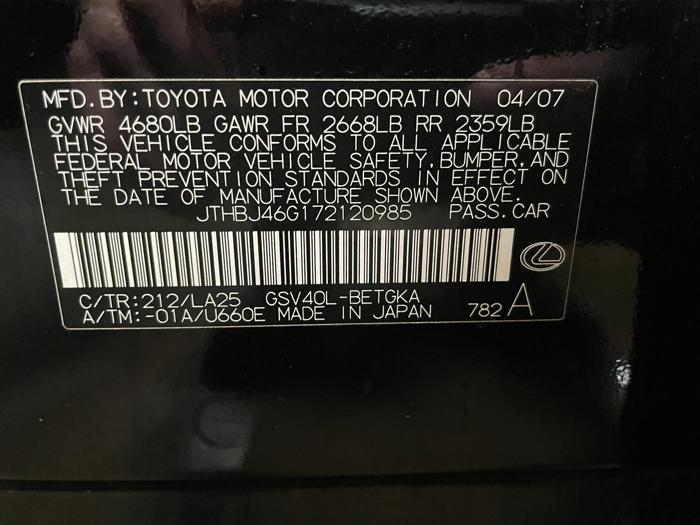 MFD. BY: TOYOTA MOTOR CORPORATION 04/07
GVWR 4680LB GAWR FR 2668LB RR 2359LB
THIS VEHICLE CONFORMS TO ALL APPLICABLE
FEDERAL MOTOR VEHICLE SAFETY, BUMPER, AND
THEFT PREVENTION STANDARDS IN EFFECT ON
THE DATE OF MANUFACTURE SHOWN ABOVE.
JTHBJ46G172120985 PASS. CAR
C/TR: 212/LA25 GSV40L-BETGKA
A/TM: -01A/U660E MADE IN JAPAN 782 A